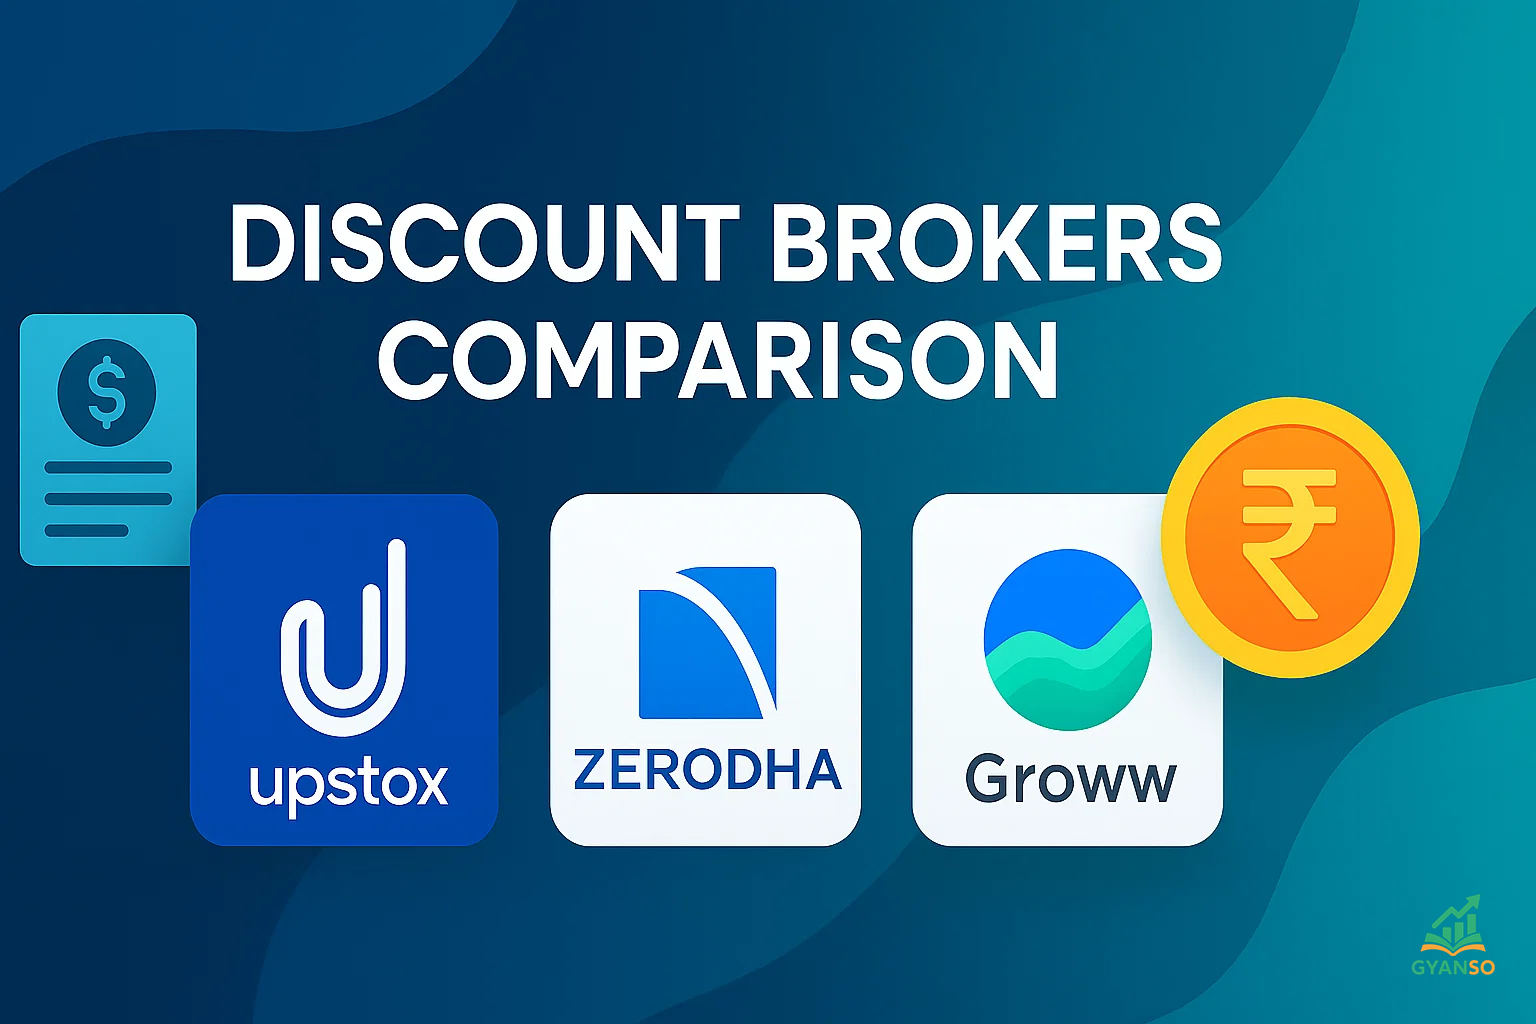 DISCOUNT BROKERS
COMPARISON
$
₹
upstox
ZERODHA
Groww
GYANSO